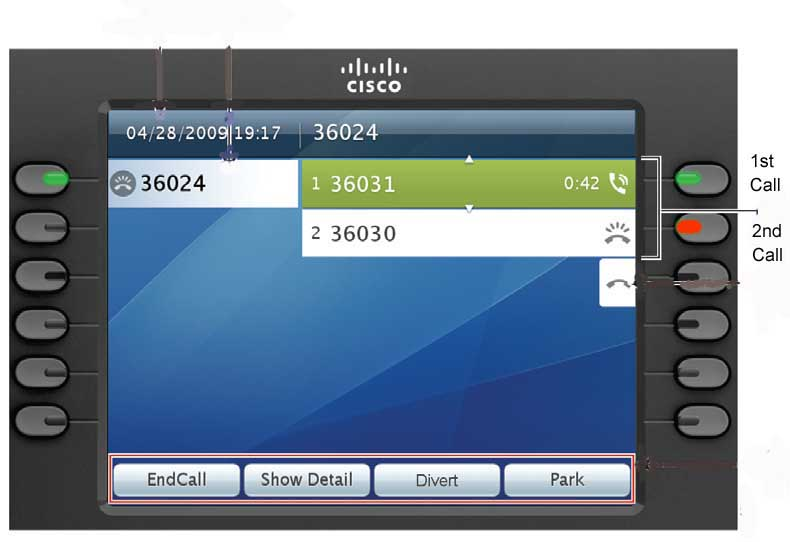 CISCO
04/28/2009 19:17 36024
36024
1 36031 0:42
2 36030
1st
Call
2nd
Call
EndCall Show Detail Divert Park